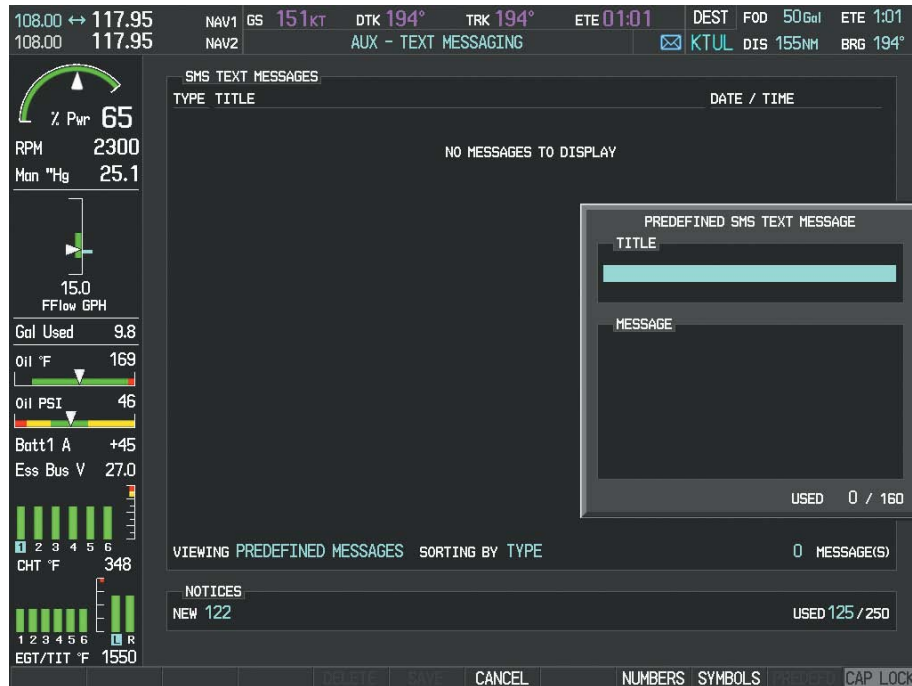 108.00 ↔ 117.95 NAV1 GS 151KT DTK 194° TRK 194° ETE 01:01 DEST FOD 50Gal ETE 1:01
108.00 117.95 NAV2 AUX - TEXT MESSAGING KTUL DIS 155NM BRG 194°
SMS TEXT MESSAGES
TYPE TITLE DATE / TIME
NO MESSAGES TO DISPLAY
PREDEFINED SMS TEXT MESSAGE
TITLE
MESSAGE
USED 0 / 160
VIEWING PREDEFINED MESSAGES SORTING BY TYPE 0 MESSAGE(S)
NOTICES
NEW 122 USED 125 / 250
% Pwr 65
RPM 2300
Man "Hg 25.1
15.0
FFlow GPH
Gal Used 9.8
Oil °F 169
Oil PSI 46
Batt1 A +45
Ess Bus V 27.0
1 2 3 4 5 6
CHT °F 348
1 2 3 4 5 6 L R
EGT/TIT °F 1550
DELETE SAVE CANCEL NUMBERS SYMBOLS PREDEFD CAP LOCK